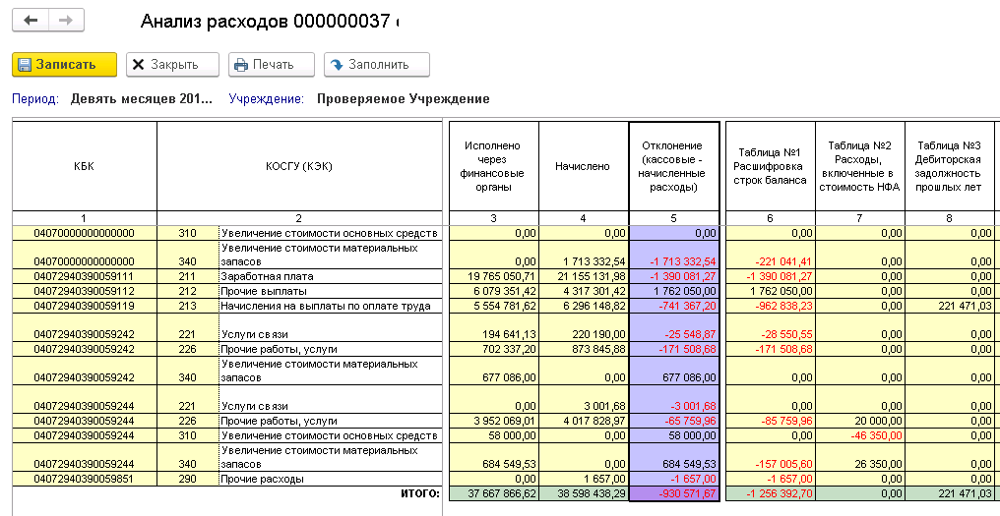 Анализ расходов 000000037
Записать Закрыть Печать Заполнить
Период: Девять месяцев 201... Учреждение: Проверяемое Учреждение
КБК КОСГУ (КЭК) Исполнено через финансовые органы Начислено Отклонение (кассовые - начисленные расходы) Таблица №1 Расшифровка строк баланса Таблица №2 Расходы, включенные в стоимость НФА Таблица №3 Дебиторская задолжность прошлых лет
1 2 3 4 5 6 7 8
04070000000000000 310 Увеличение стоимости основных средств 0,00 0,00 0,00 0,00 0,00 0,00
Увеличение стоимости материальных
04070000000000000 340 запасов 0,00 1 713 332,54 -1 713 332,54 -221 041,41 0,00 0,00
04072940390059111 211 Заработная плата 19 765 050,71 21 155 131,98 -1 390 081,27 -1 390 081,27 0,00 0,00
04072940390059112 212 Прочие выплаты 6 079 351,42 4 317 301,42 1 762 050,00 1 762 050,00 0,00 0,00
04072940390059119 213 Начисления на выплаты по оплате труда 5 554 781,62 6 296 148,82 -741 367,20 -962 838,23 0,00 221 471,03
04072940390059242 221 Услуги связи 194 641,13 220 190,00 -25 548,87 -28 550,55 0,00 0,00
04072940390059242 226 Прочие работы, услуги 702 337,20 873 845,88 -171 508,68 -171 508,68 0,00 0,00
Увеличение стоимости материальных
04072940390059242 340 запасов 677 086,00 0,00 677 086,00 0,00 0,00 0,00
04072940390059244 221 Услуги связи 0,00 3 001,68 -3 001,68 0,00 0,00 0,00
04072940390059244 226 Прочие работы, услуги 3 952 069,01 4 017 828,97 -65 759,96 -85 759,96 20 000,00 0,00
04072940390059244 310 Увеличение стоимости основных средств 58 000,00 0,00 58 000,00 0,00 -46 350,00 0,00
Увеличение стоимости материальных
04072940390059244 340 запасов 684 549,53 0,00 684 549,53 -157 005,60 26 350,00 0,00
04072940390059851 290 Прочие расходы 0,00 1 657,00 -1 657,00 -1 657,00 0,00 0,00
ИТОГО: 37 667 866,62 38 598 438,29 -930 571,67 -1 256 392,70 0,00 221 471,03